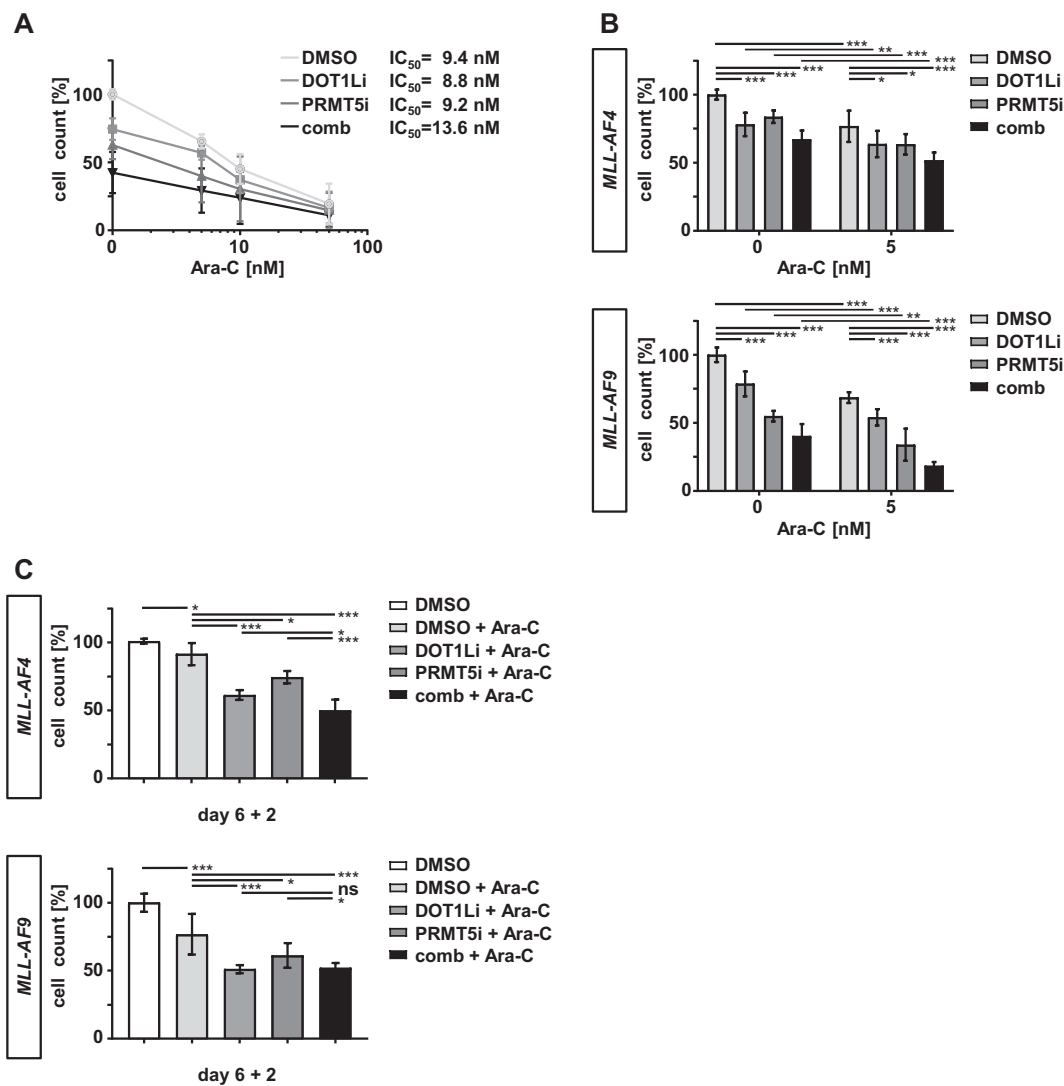 A
DMSO IC50= 9.4 nM
DOT1Li IC50= 8.8 nM
PRMT5i IC50= 9.2 nM
comb IC50=13.6 nM
cell count [%]
100
50
0
0 10 100
Ara-C [nM]
B
MLL-AF4
cell count [%]
100
50
0
***
**
***
***
*** *** *** * * ***
DMSO
DOT1Li
PRMT5i
comb
0 5
Ara-C [nM]
MLL-AF9
cell count [%]
100
50
0
***
***
**
***
*** *** *** *** *** ***
DMSO
DOT1Li
PRMT5i
comb
0 5
Ara-C [nM]
C
MLL-AF4
cell count [%]
100
50
0
* ***
*
*** *
***
DMSO
DMSO + Ara-C
DOT1Li + Ara-C
PRMT5i + Ara-C
comb + Ara-C
day 6 + 2
MLL-AF9
cell count [%]
100
50
0
*** ***
*
*** ns
*
DMSO
DMSO + Ara-C
DOT1Li + Ara-C
PRMT5i + Ara-C
comb + Ara-C
day 6 + 2